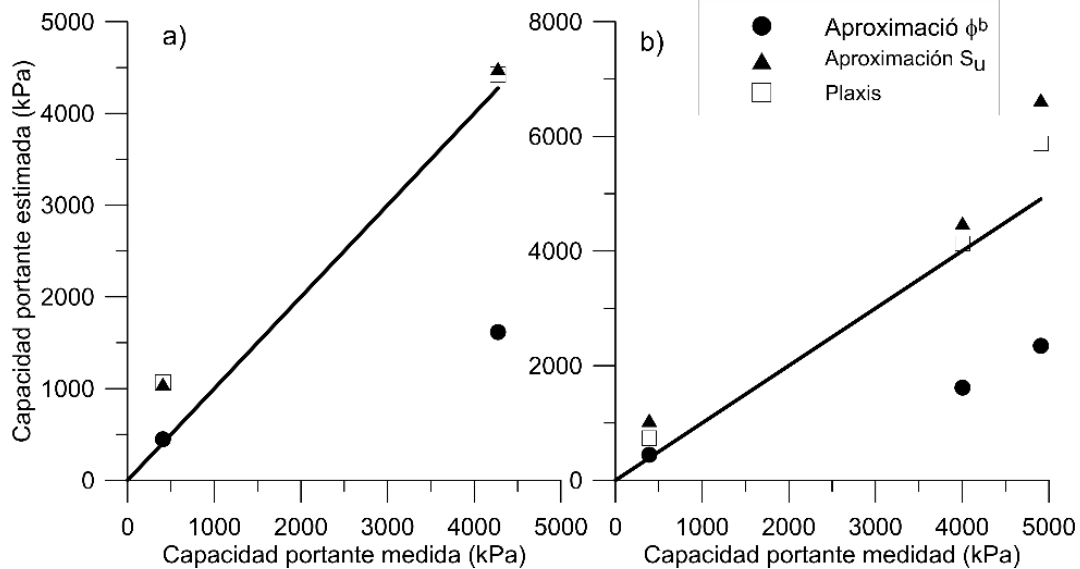 a)
5000
4000
3000
2000
1000
0
Capacidad portante estimada (kPa)
0 1000 2000 3000 4000 5000
Capacidad portante medida (kPa)
b)
Aproximació ϕᵇ
Aproximación Su
Plaxis
8000
6000
4000
2000
0
0 1000 2000 3000 4000 5000
Capacidad portante medidad (kPa)